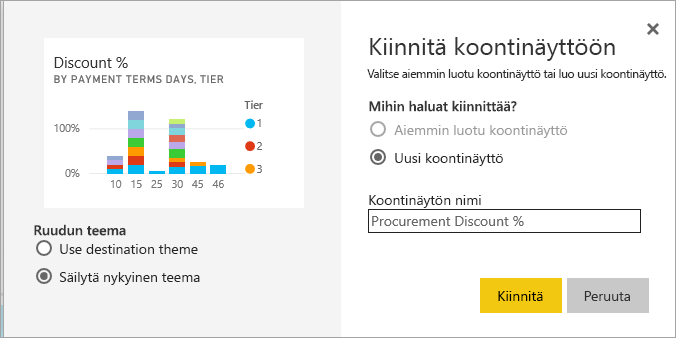 Discount %
BY PAYMENT TERMS DAYS, TIER
Tier
100%
1
2
0%
3
10 15 25 30 45 46
Ruudun teema
Use destination theme
Säilytä nykyinen teema
Kiinnitä koontinäyttöön
Valitse aiemmin luotu koontinäyttö tai luo uusi koontinäyttö.
Mihin haluat kiinnittää?
Aiemmin luotu koontinäyttö
Uusi koontinäyttö
Koontinäytön nimi
Procurement Discount %
Kiinnitä Peruuta